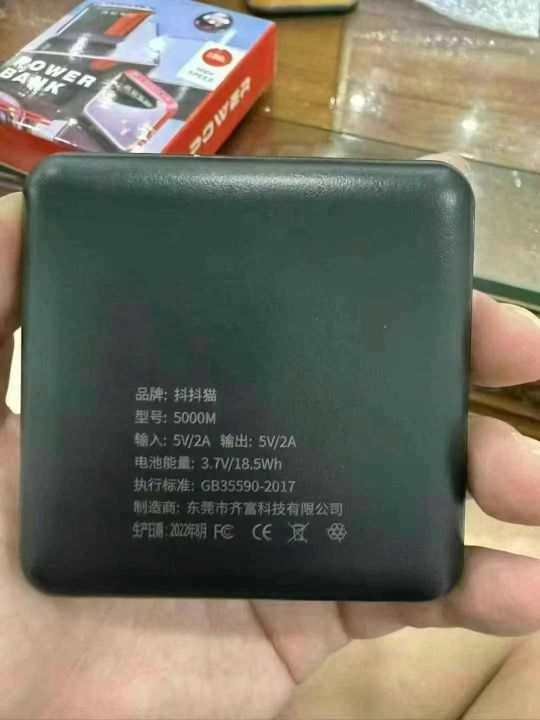 POWER
BANK
HIGH
SPEED
POWER
品牌: 抖抖猫
型号: 5000M
输入: 5V/2A 输出: 5V/2A
电池能量: 3.7V/18.5Wh
执行标准: GB35590-2017
制造商: 东莞市齐富科技有限公司
生产日期: 2022年8月 FC CE